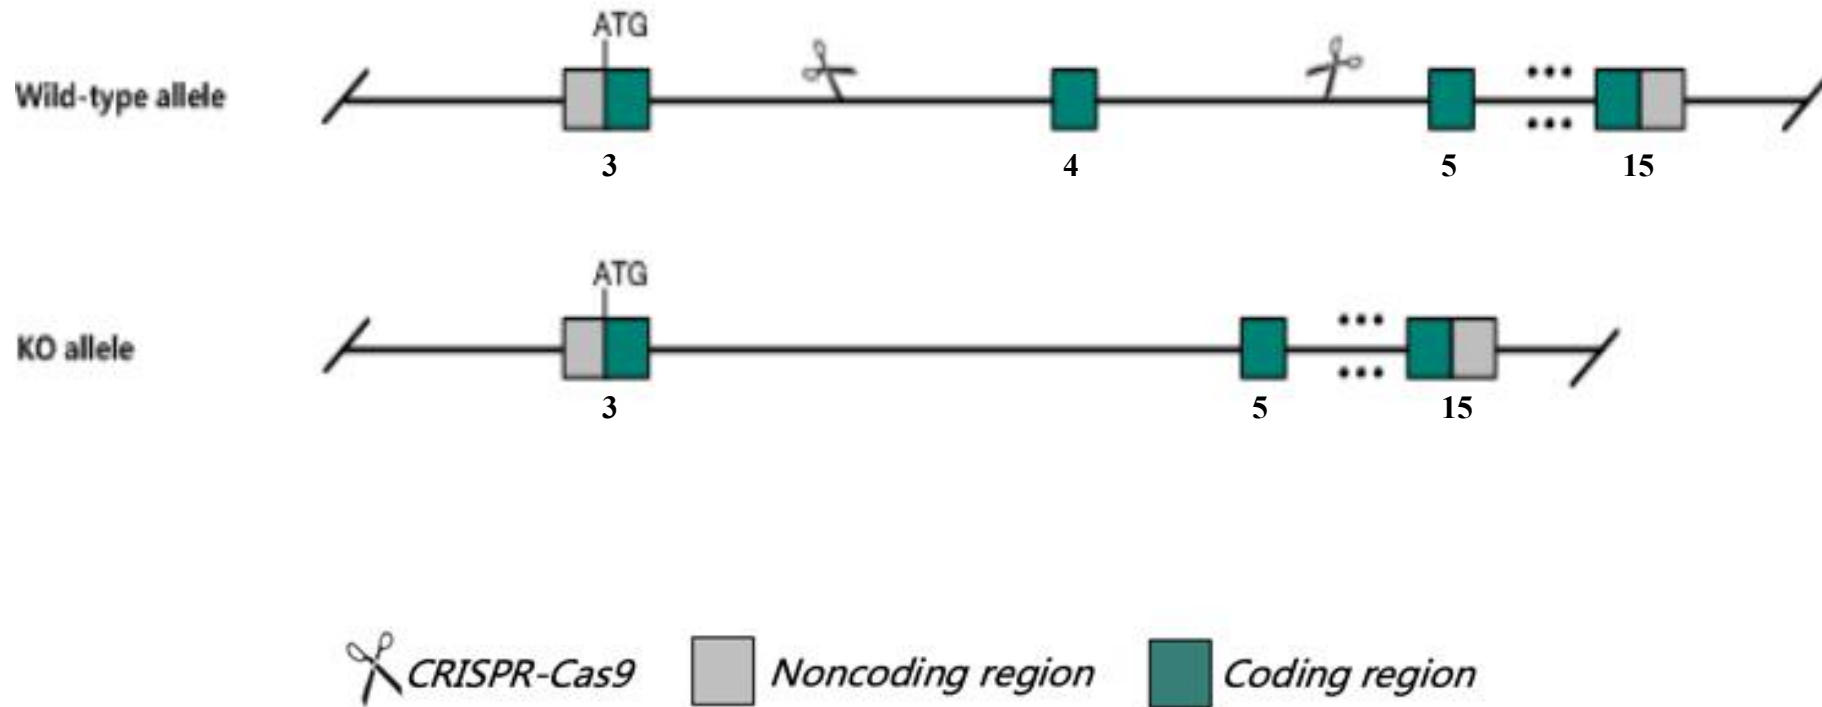 ATG
Wild-type allele
3 4 5 15
ATG
KO allele
3 5 15
CRISPR-Cas9 Noncoding region Coding region